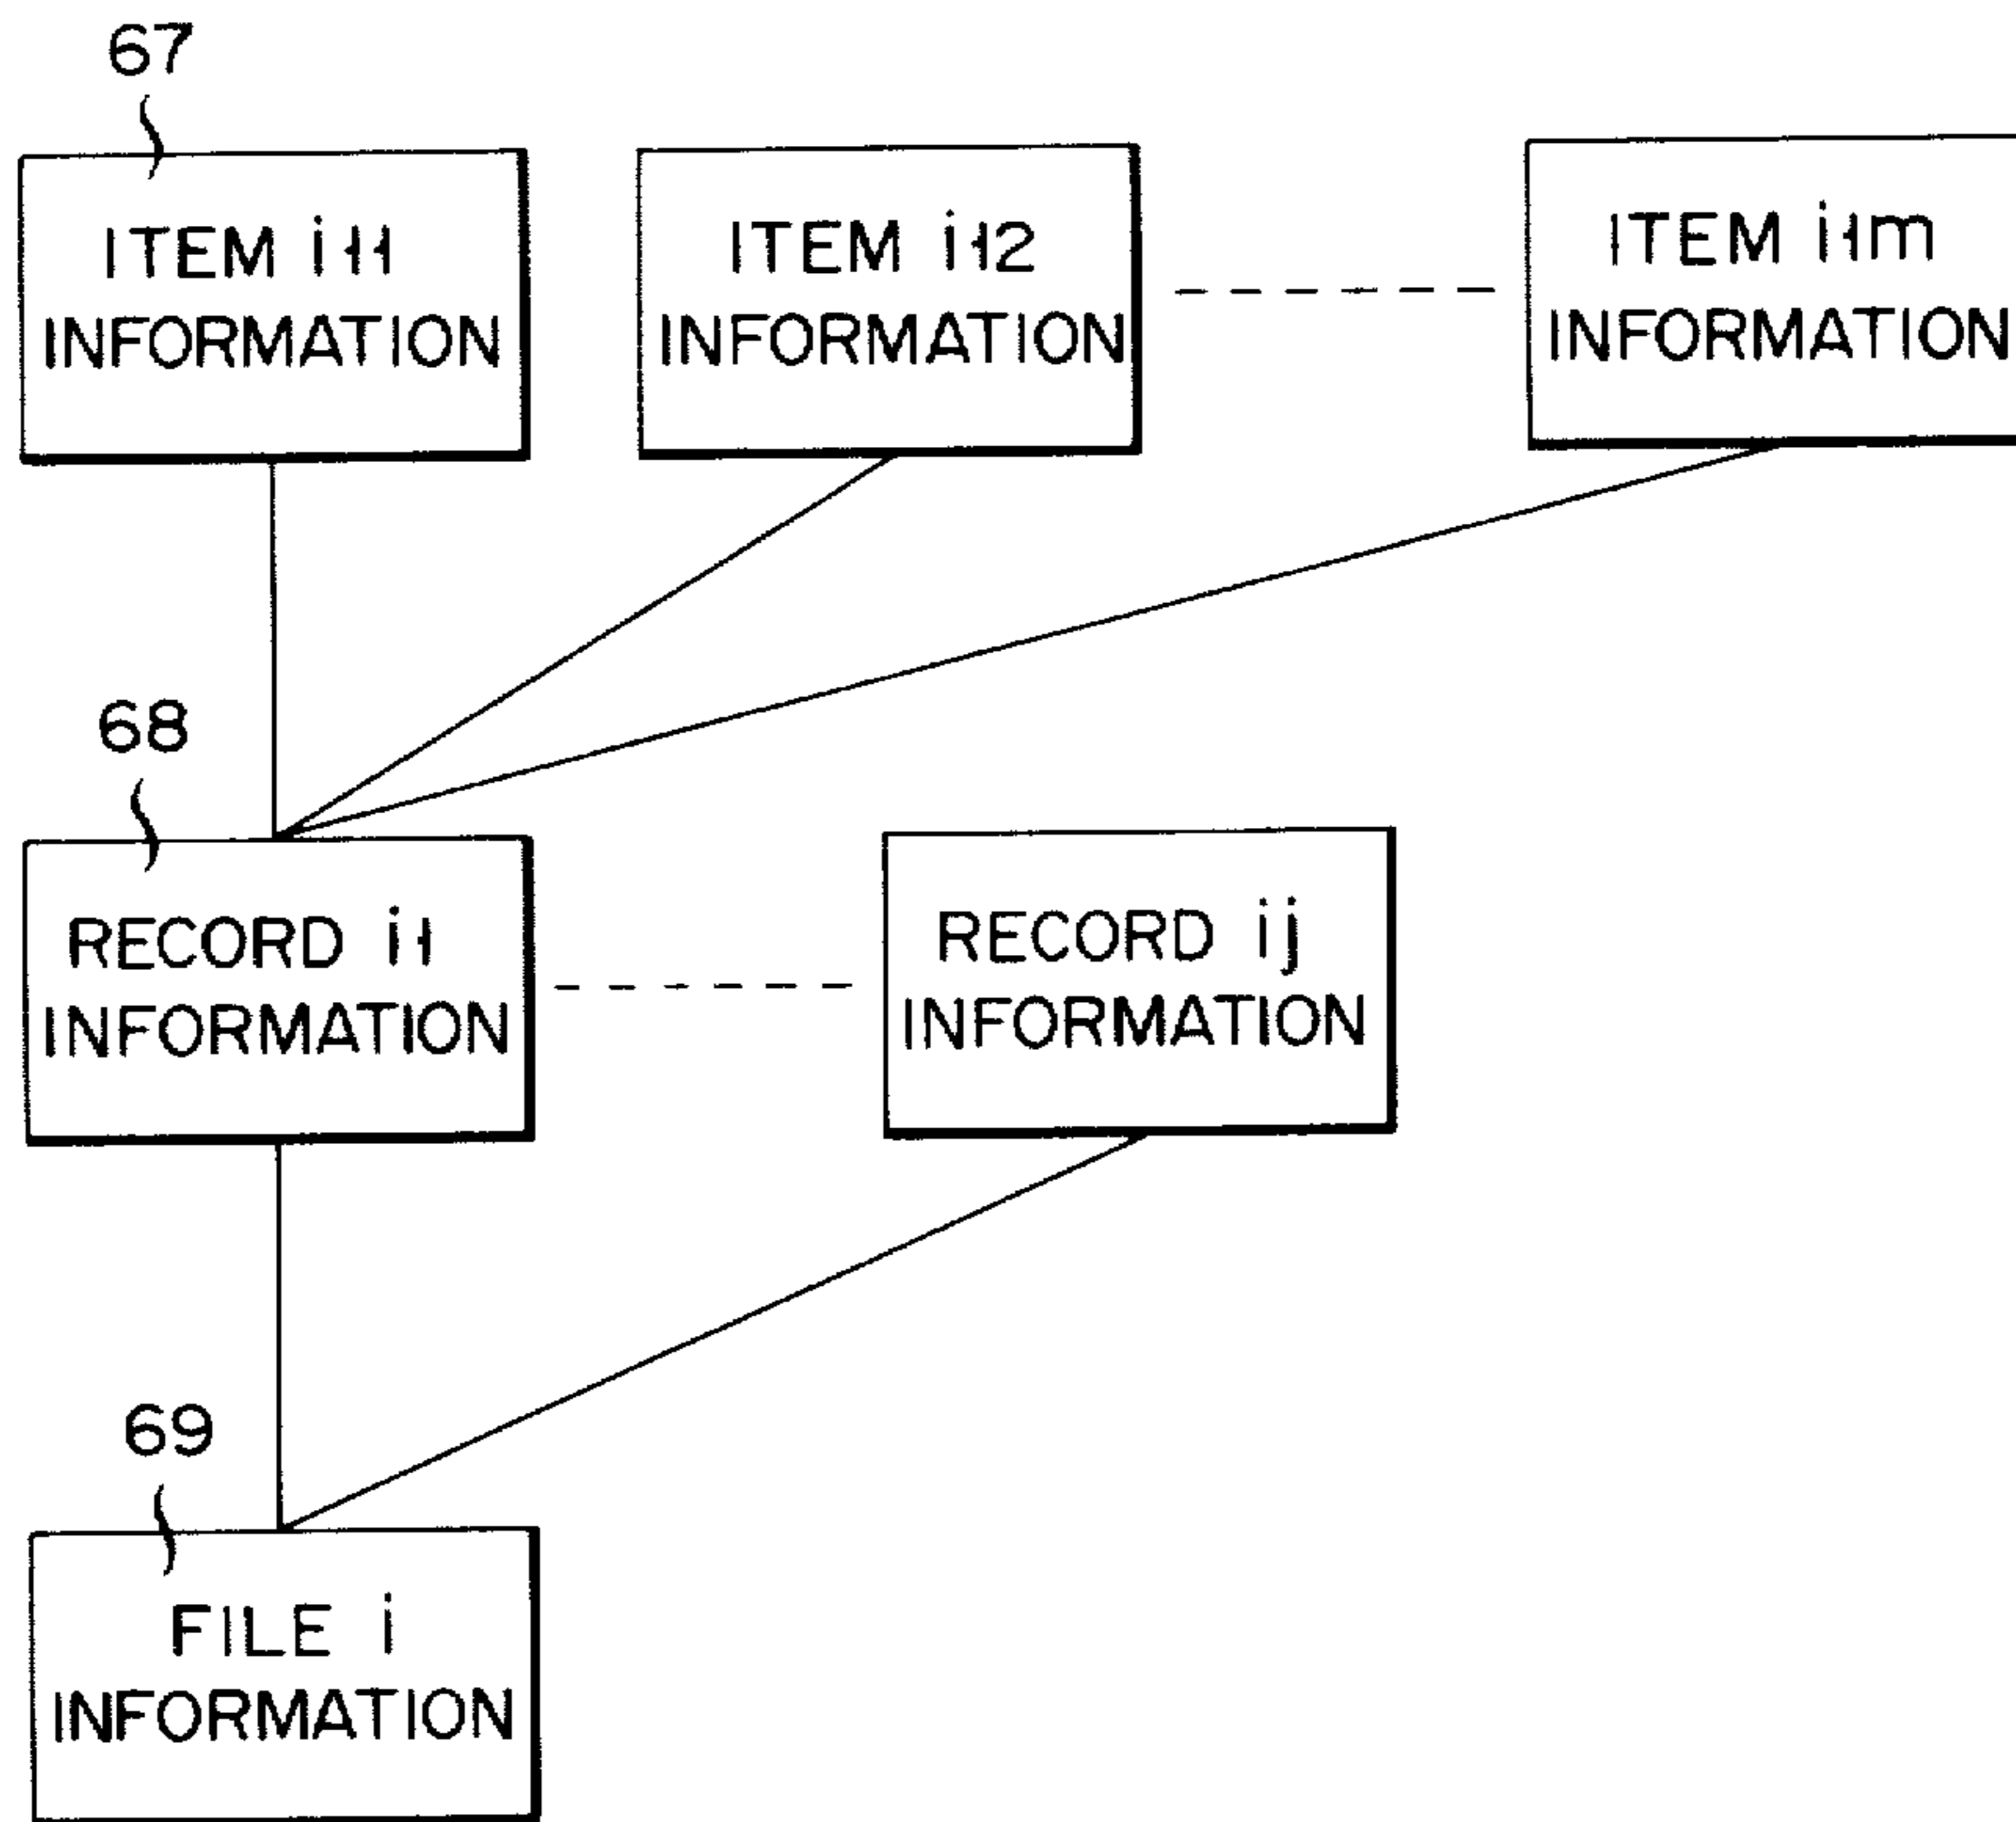 67
ITEM i11
INFORMATION
ITEM i12
INFORMATION
ITEM i1m
INFORMATION
68
RECORD i1
INFORMATION
RECORD ij
INFORMATION
69
FILE i
INFORMATION